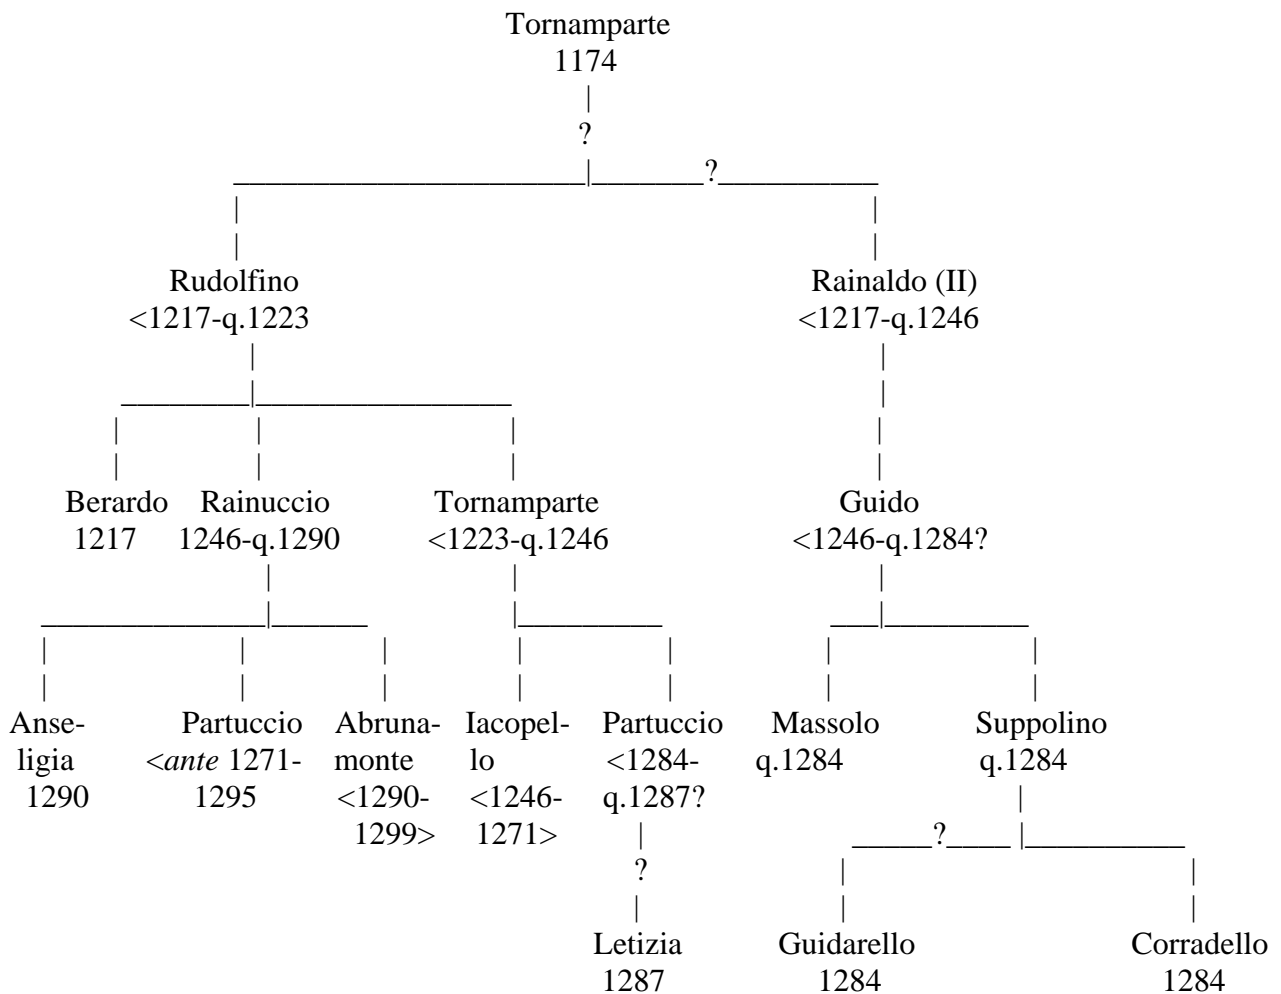 Tornamparte
1174
?
?
Rudolfino Rainaldo (II)
<1217-q.1223 <1217-q.1246
Berardo Rainuccio Tornamparte Guido
1217 1246-q.1290 <1223-q.1246 <1246-q.1284?
Anse- Partuccio Abruna- Iacopel- Partuccio Massolo Suppolino
ligia <ante 1271- monte lo <1284- q.1284 q.1284
1290 1295 <1290- <1246- q.1287?
1299> 1271>
?
?
Letizia Guidarello Corradello
1287 1284 1284